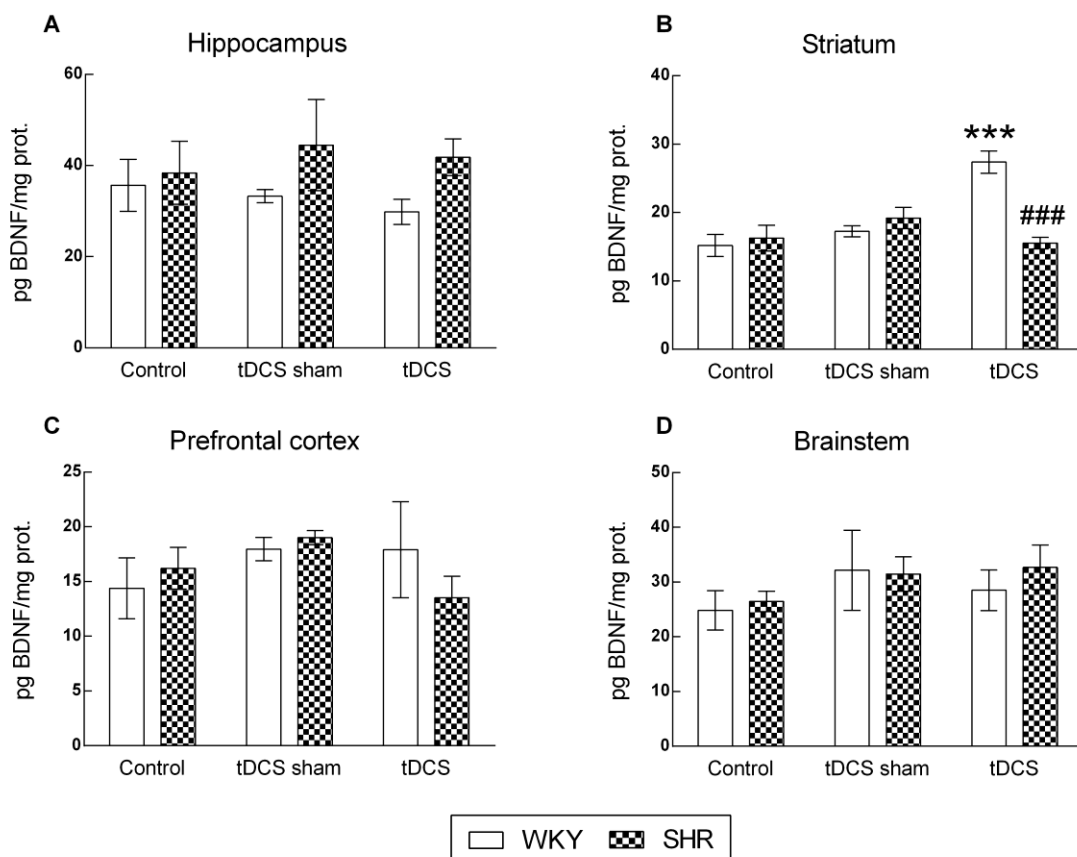 A
Hippocampus
pg BDNF/mg prot.
60
40
20
0
Control tDCS sham tDCS
B
Striatum
pg BDNF/mg prot.
40
30
20
10
0
***
###
Control tDCS sham tDCS
C
Prefrontal cortex
pg BDNF/mg prot.
25
20
15
10
5
0
Control tDCS sham tDCS
D
Brainstem
pg BDNF/mg prot.
50
40
30
20
10
0
Control tDCS sham tDCS
WKY SHR